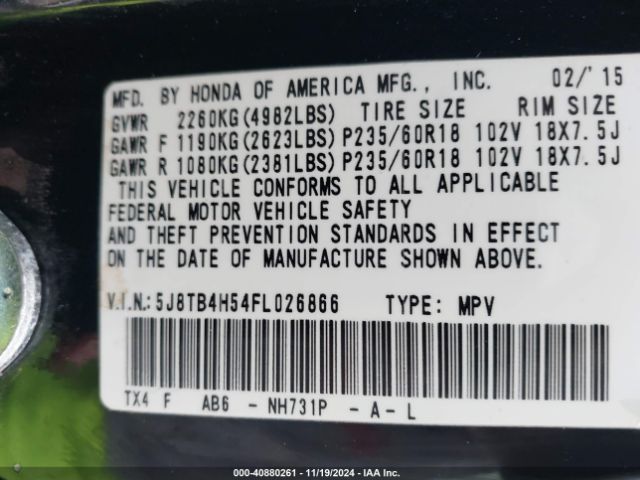 MFD. BY HONDA OF AMERICA MFG., INC. 02/'15
GVWR 2260KG(4982LBS) TIRE SIZE RIM SIZE
GAWR F 1190KG(2623LBS) P235/60R18 102V 18X7.5J
GAWR R 1080KG(2381LBS) P235/60R18 102V 18X7.5J
THIS VEHICLE CONFORMS TO ALL APPLICABLE
FEDERAL MOTOR VEHICLE SAFETY
AND THEFT PREVENTION STANDARDS IN EFFECT
ON THE DATE OF MANUFACTURE SHOWN ABOVE.
V.I.N.: 5J8TB4H54FL026866 TYPE: MPV
TX4 F AB6 - NH731P - A - L
000-40880261 - 11/19/2024 - IAA Inc.